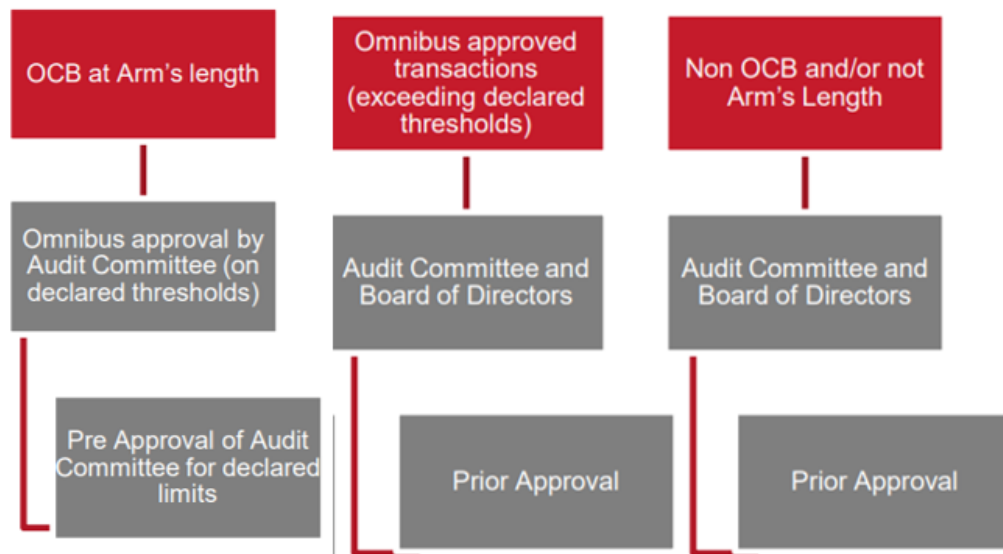 OCB at Arm's length
Omnibus approval by
Audit Committee (on
declared thresholds)
Pre Approval of Audit
Committee for declared
limits
Omnibus approved
transactions
(exceeding declared
thresholds)
Audit Committee and
Board of Directors
Prior Approval
Non OCB and/or not
Arm's Length
Audit Committee and
Board of Directors
Prior Approval